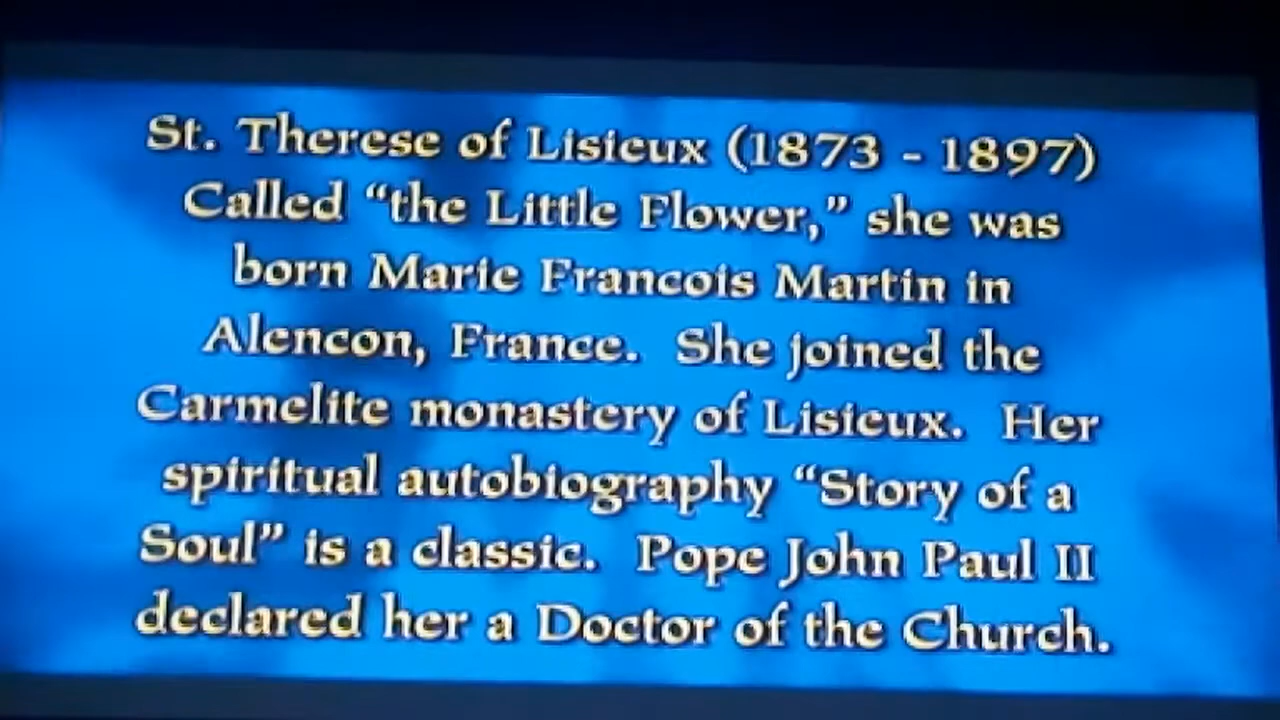 St. Therese of Lisieux (1873 - 1897)
Called “the Little Flower,” she was
born Marie Francois Martin in
Alencon, France. She joined the
Carmelite monastery of Lisieux. Her
spiritual autobiography “Story of a
Soul” is a classic. Pope John Paul II
declared her a Doctor of the Church.